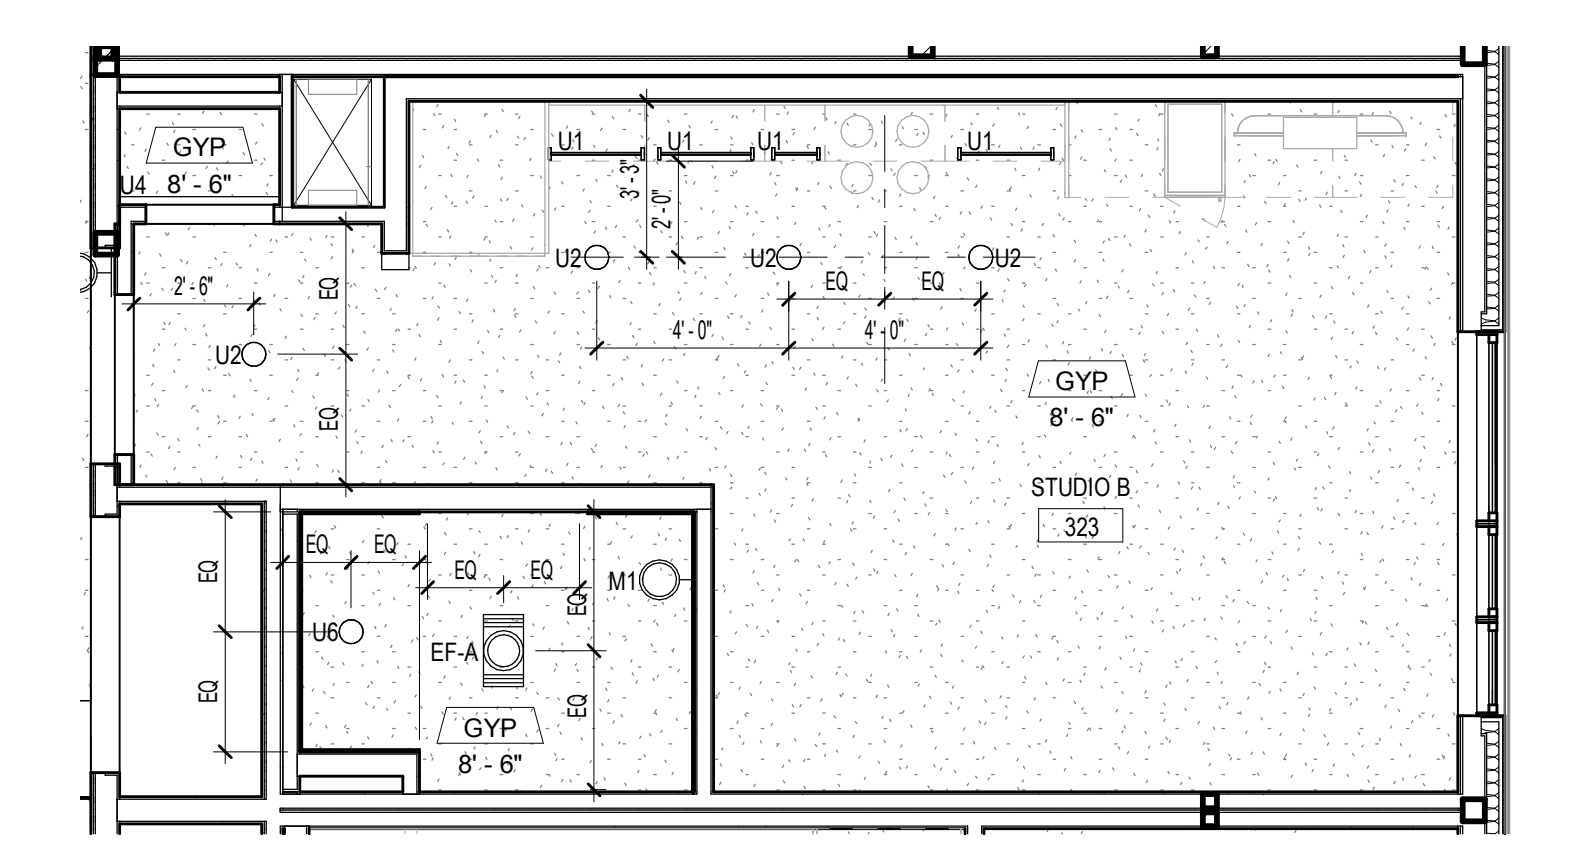 U1
U1
U1
U1
GYP
8' - 6"
U4
3' - 3"
2' - 0"
U2
U2
U2
EQ
EQ
2' - 6"
EQ
4' - 0"
4' - 0"
U2
GYP
8' - 6"
EQ
STUDIO B
323
EQ
EQ
EQ
EQ
EQ
M1
EQ
U6
EF-A
EQ
EQ
GYP
8' - 6"